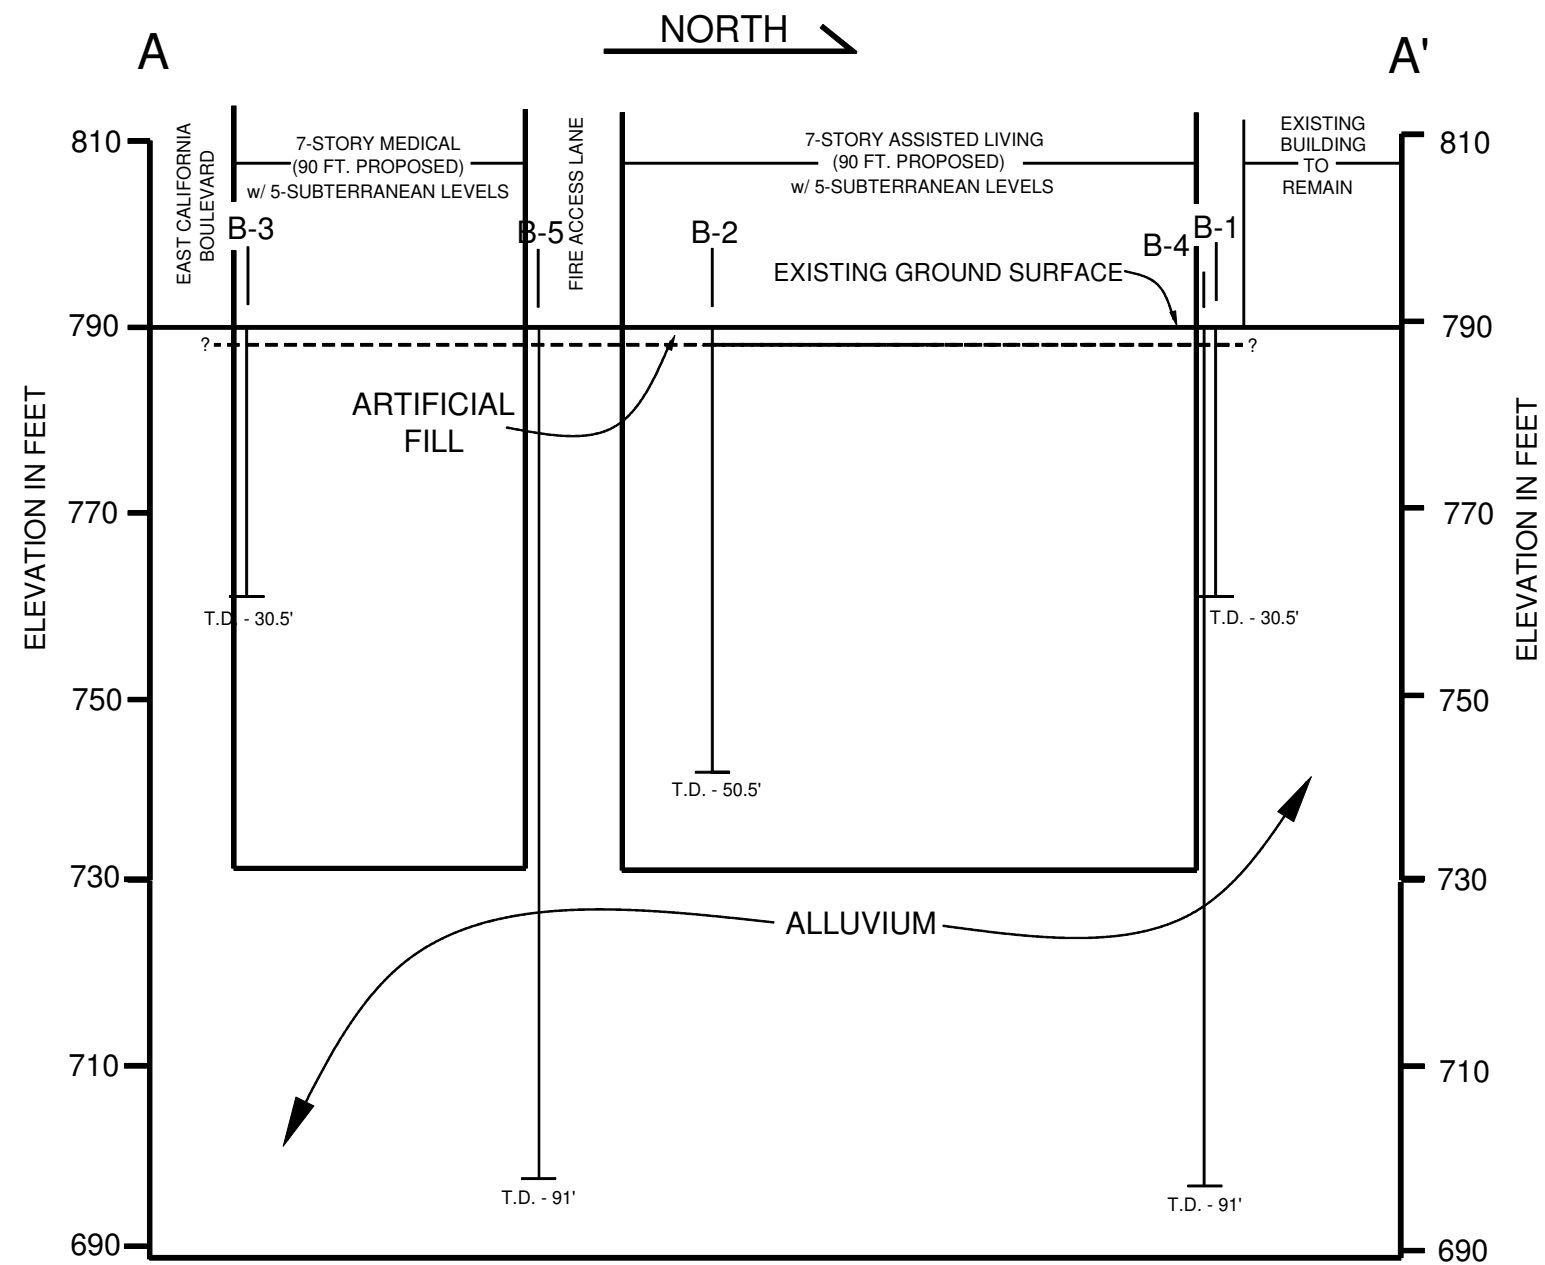 NORTH
A
A'
EAST CALIFORNIA
BOULEVARD
7-STORY MEDICAL
(90 FT. PROPOSED)
w/ 5-SUBTERRANEAN LEVELS
FIRE ACCESS LANE
7-STORY ASSISTED LIVING
(90 FT. PROPOSED)
w/ 5-SUBTERRANEAN LEVELS
EXISTING
BUILDING
TO
REMAIN
810
810
B-3
B-5
B-2
B-4
B-1
EXISTING GROUND SURFACE
790
790
?
?
ARTIFICIAL
FILL
ELEVATION IN FEET
ELEVATION IN FEET
770
770
T.D. - 30.5'
T.D. - 30.5'
750
750
T.D. - 50.5'
730
730
ALLUVIUM
710
710
T.D. - 91'
T.D. - 91'
690
690